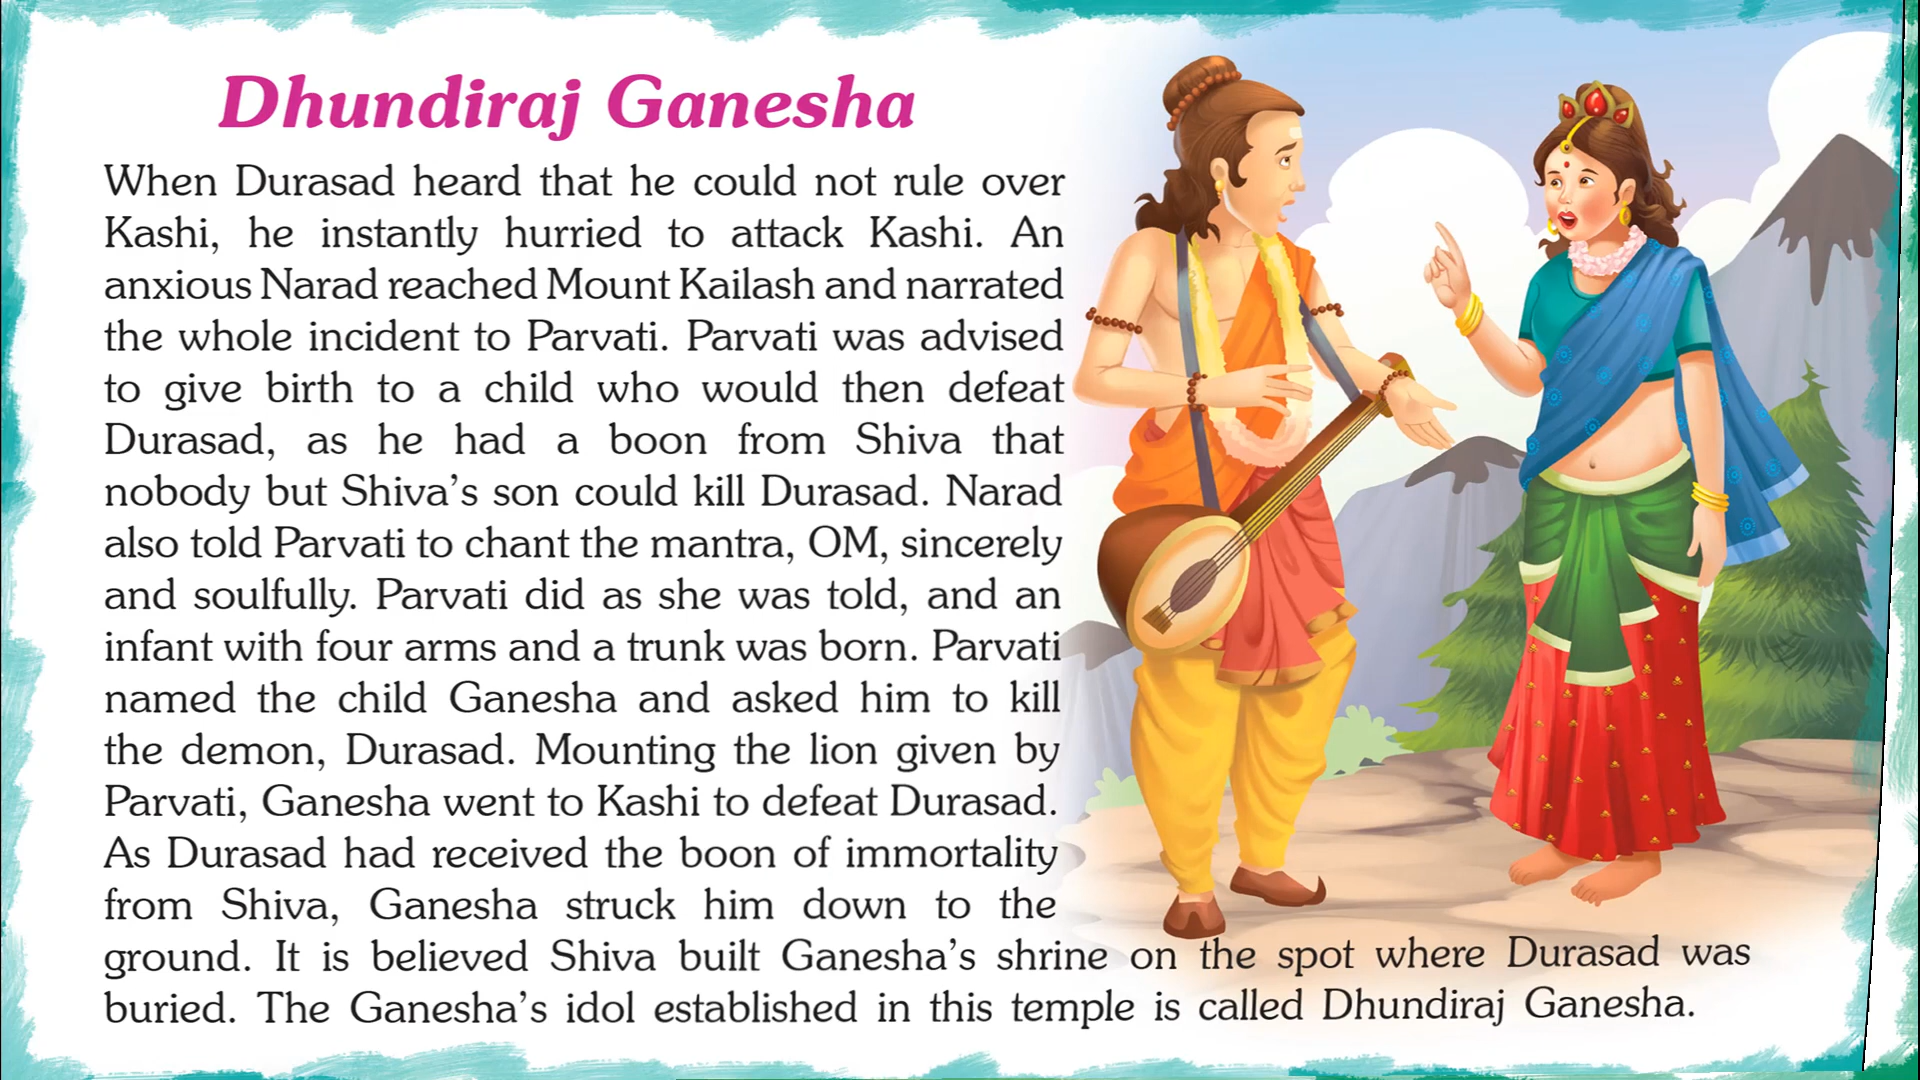 Dhundiraj Ganesha
When Durasad heard that he could not rule over
Kashi, he instantly hurried to attack Kashi. An
anxious Narad reached Mount Kailash and narrated
the whole incident to Parvati. Parvati was advised
to give birth to a child who would then defeat
Durasad, as he had a boon from Shiva that
nobody but Shiva’s son could kill Durasad. Narad
also told Parvati to chant the mantra, OM, sincerely
and soulfully. Parvati did as she was told, and an
infant with four arms and a trunk was born. Parvati
named the child Ganesha and asked him to kill
the demon, Durasad. Mounting the lion given by
Parvati, Ganesha went to Kashi to defeat Durasad.
As Durasad had received the boon of immortality
from Shiva, Ganesha struck him down to the
ground. It is believed Shiva built Ganesha’s shrine on the spot where Durasad was
buried. The Ganesha’s idol established in this temple is called Dhundiraj Ganesha.